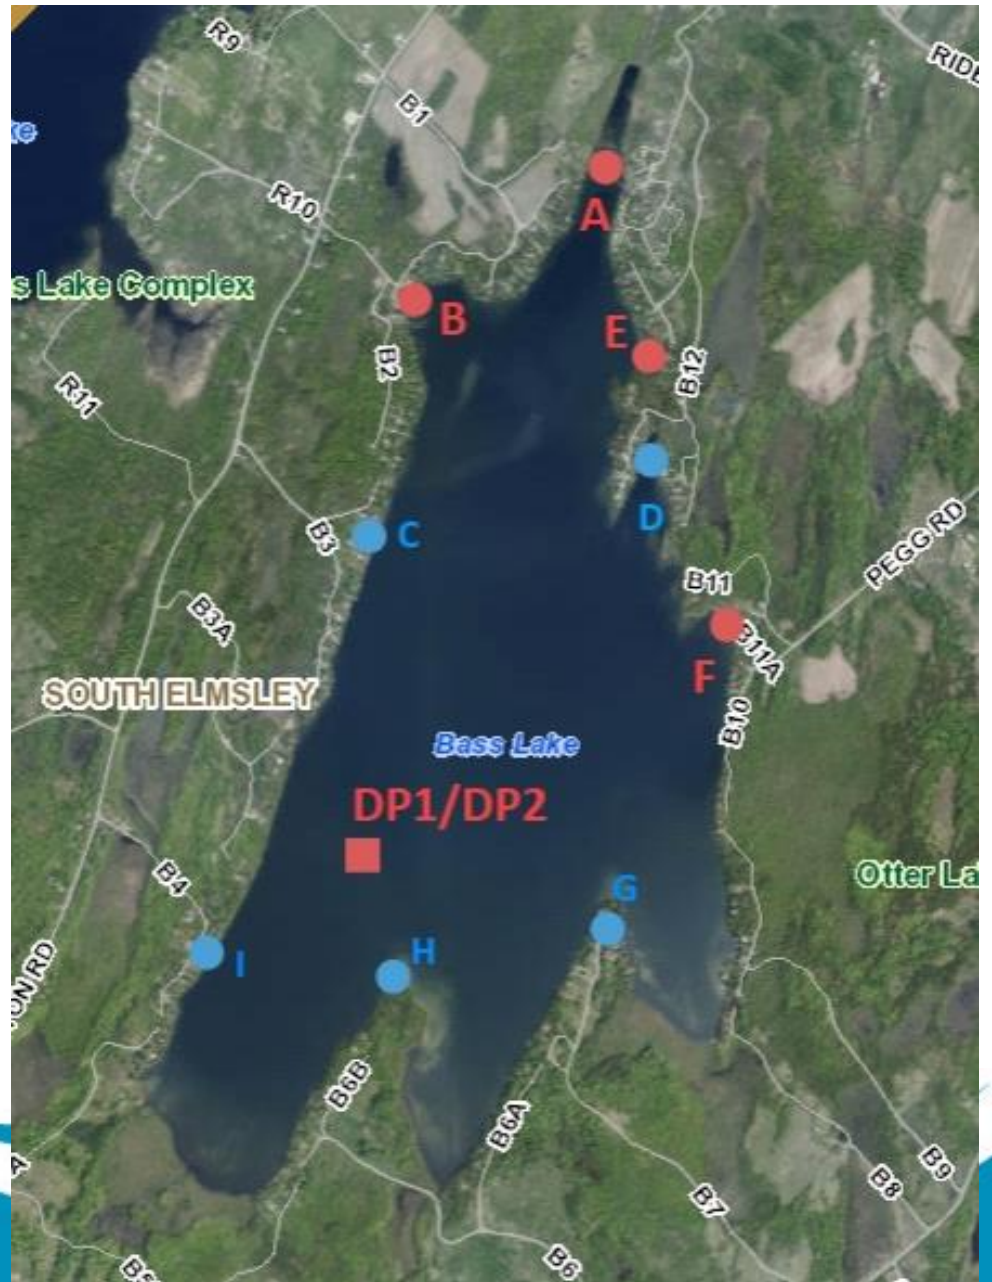 R9
RIDE
B1
ke
R10
A
s Lake Complex
B
E
B2
B12
R11
D
C
B3
PEGG RD
B11
B3A
B11A
F
SOUTH ELMSLEY
B10
Bass Lake
DP1/DP2
B4
G
Otter La
I
H
ON RD
B6B
B6A
B9
A
B8
B7
B6
B5